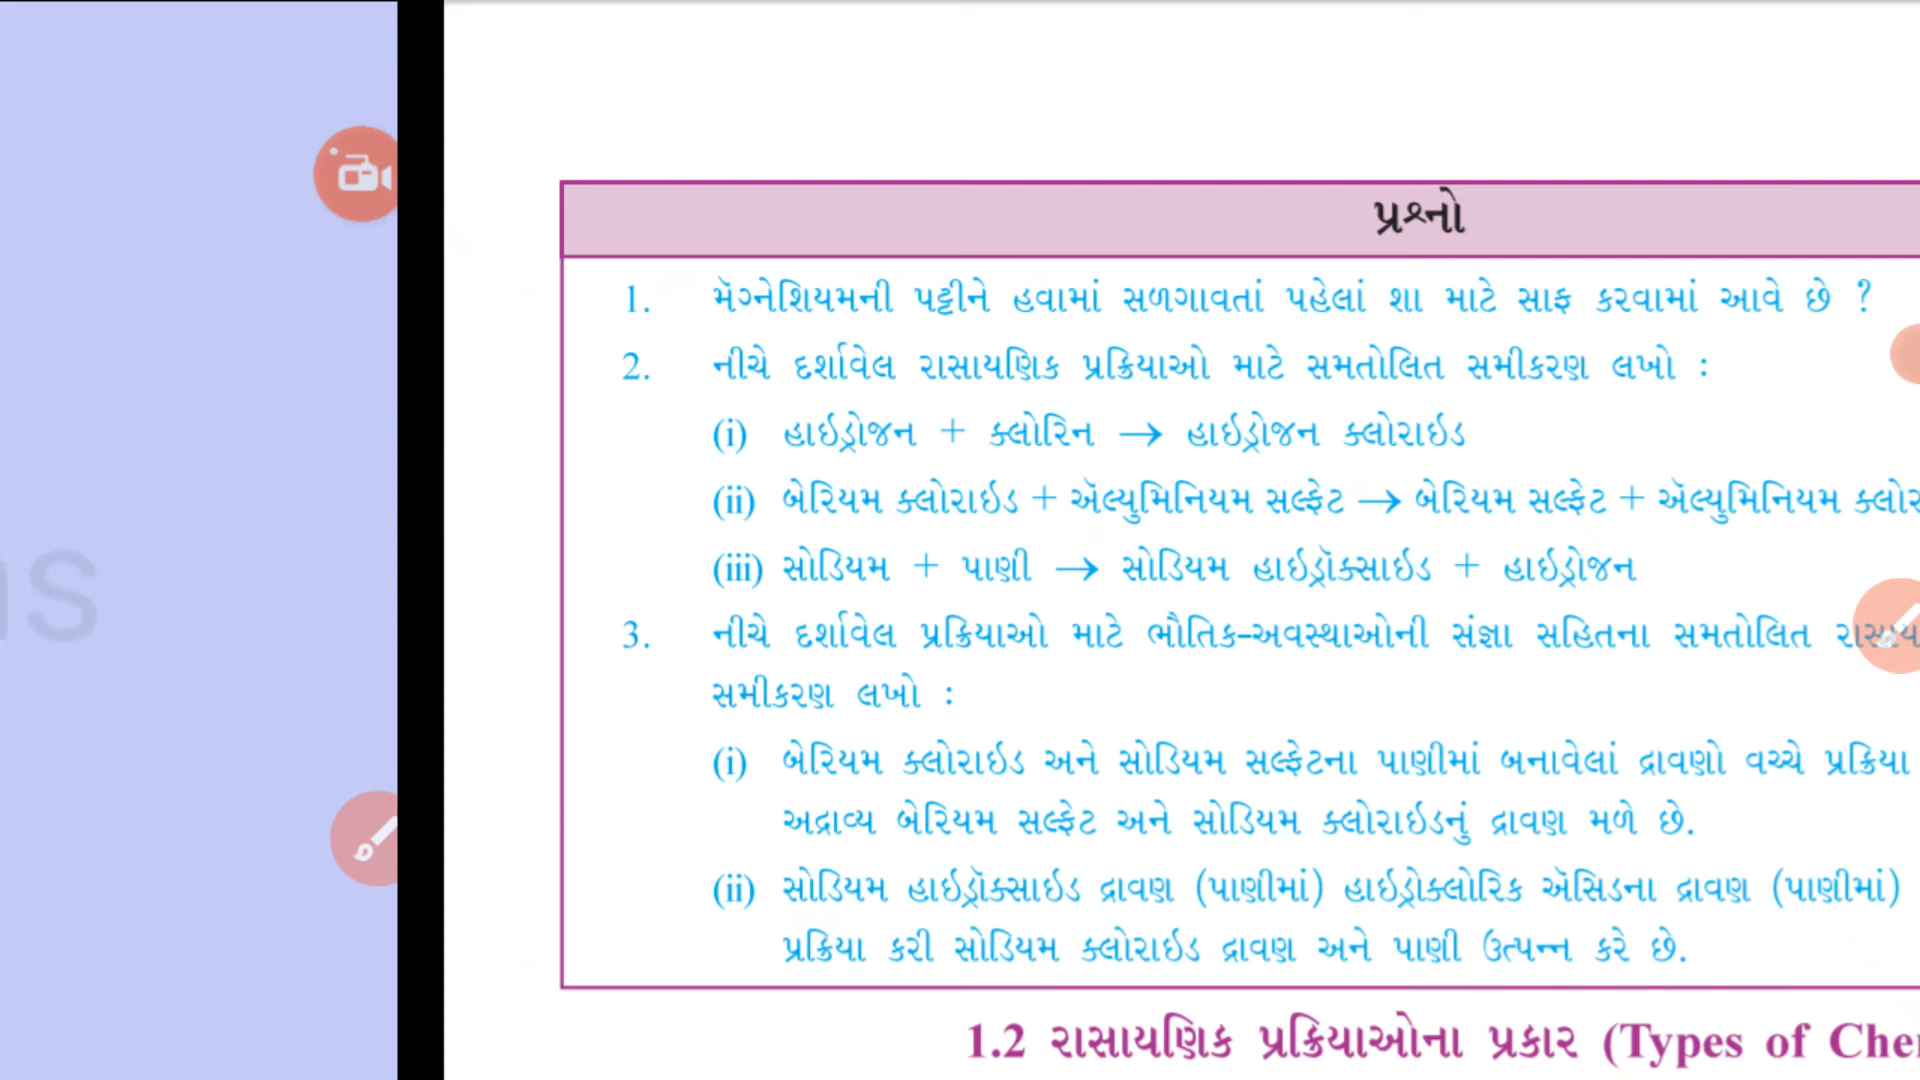 પ્રશ્નો
1. મૅગ્નેશિયમની પટ્ટીને હવામાં સળગાવતાં પહેલાં શા માટે સાફ કરવામાં આવે છે ?
2. નીચે દર્શાવેલ રાસાયણિક પ્રક્રિયાઓ માટે સમતોલિત સમીકરણ લખો :
(i) હાઇડ્રોજન + ક્લોરિન → હાઇડ્રોજન ક્લોરાઇડ
(ii) બેરિયમ ક્લોરાઇડ + ઍલ્યુમિનિયમ સલ્ફેટ → બેરિયમ સલ્ફેટ + ઍલ્યુમિનિયમ
(iii) સોડિયમ + પાણી → સોડિયમ હાઇડ્રૉક્સાઇડ + હાઇડ્રોજન
3. નીચે દર્શાવેલ પ્રક્રિયાઓ માટે ભૌતિક-અવસ્થાઓની સંજ્ઞા સહિતના સમતોલિત
સમીકરણ લખો :
(i) બેરિયમ ક્લોરાઇડ અને સોડિયમ સલ્ફેટના પાણીમાં બનાવેલાં દ્રાવણો વચ્ચે પ્રક્રિયા
અદ્રાવ્ય બેરિયમ સલ્ફેટ અને સોડિયમ ક્લોરાઇડનું દ્રાવણ મળે છે.
(ii) સોડિયમ હાઇડ્રૉક્સાઇડ દ્રાવણ (પાણીમાં) હાઇડ્રોક્લોરિક ઍસિડના દ્રાવણ (પાણીમાં)
પ્રક્રિયા કરી સોડિયમ ક્લોરાઇડ દ્રાવણ અને પાણી ઉત્પન્ન કરે છે.
1.2 રાસાયણિક પ્રક્રિયાઓના પ્રકાર (Types of